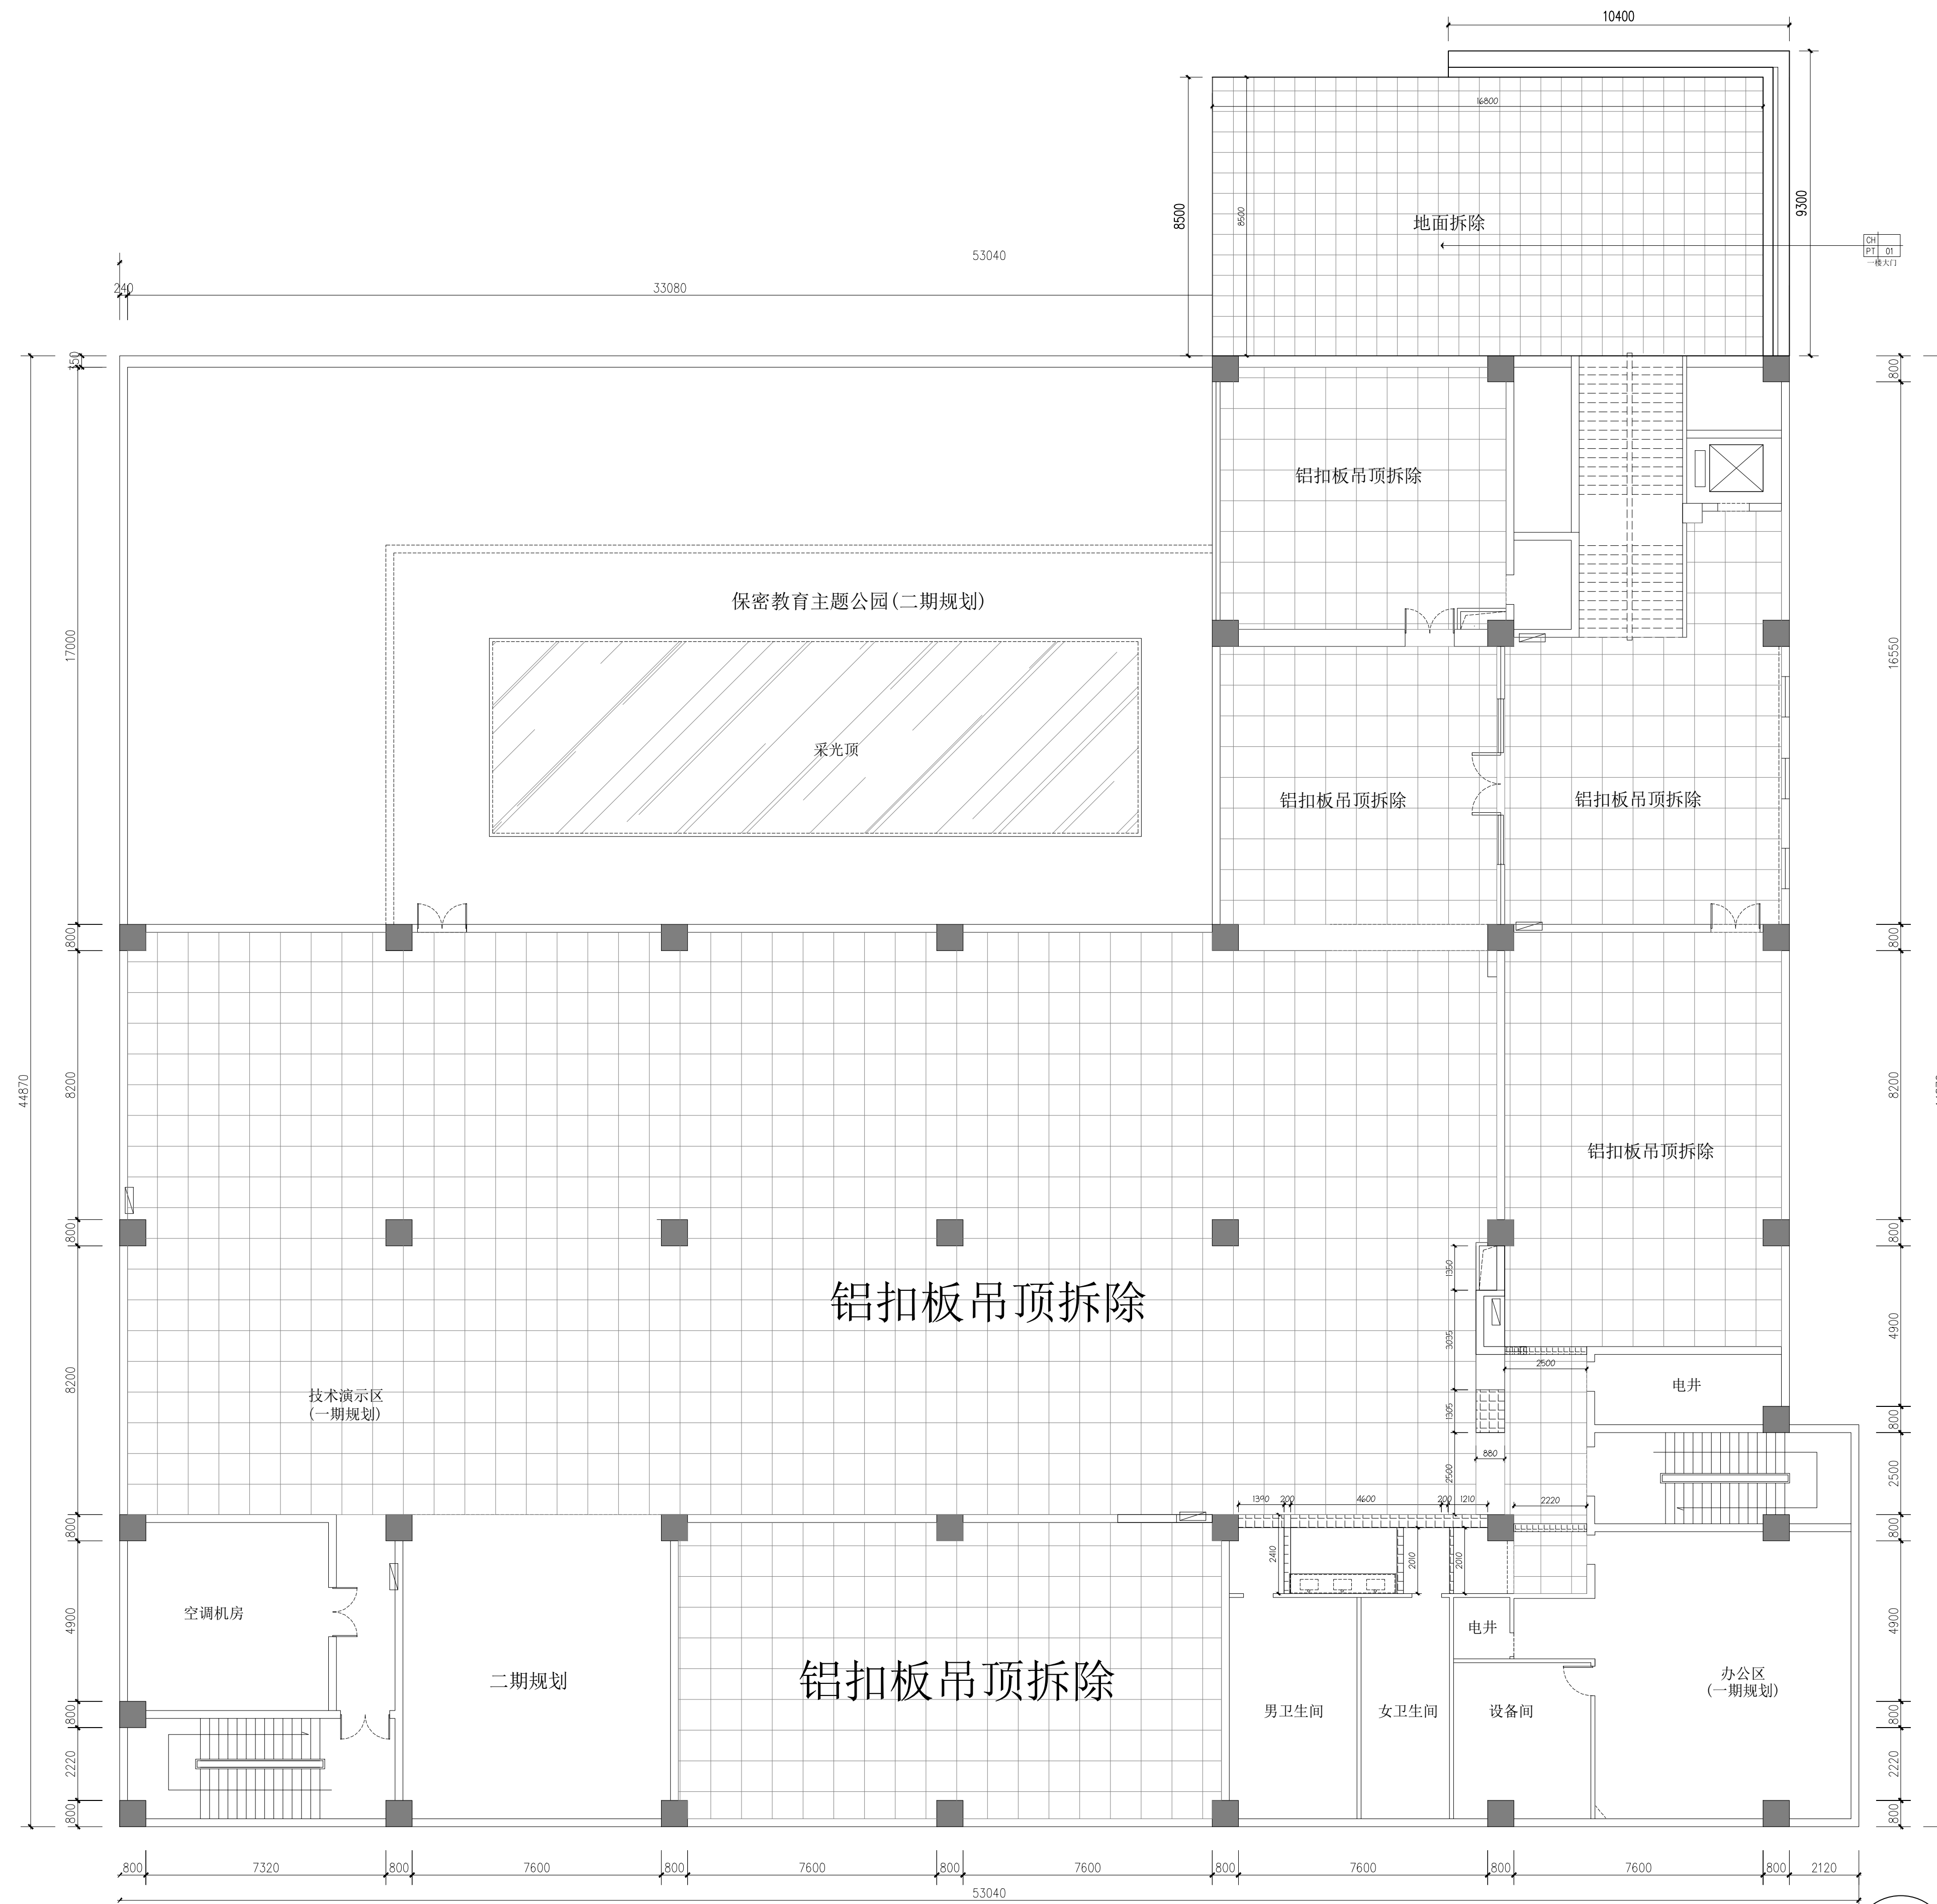 10400
16800
8500
8500
9300
地面拆除
CH
PT 01
一楼大门
53040
240
33080
800
铝扣板吊顶拆除
保密教育主题公园(二期规划)
17000
16550
采光顶
铝扣板吊顶拆除
铝扣板吊顶拆除
800
800
44870
8200
8200
铝扣板吊顶拆除
800
800
1350
铝扣板吊顶拆除
3035
4900
2500
8200
技术演示区
(一期规划)
电井
1305
800
880
2500
2500
1390
200
4600
200
1210
2220
800
800
2410
2010
2010
空调机房
4900
4900
电井
二期规划
铝扣板吊顶拆除
办公区
(一期规划)
男卫生间
女卫生间
设备间
800
800
2220
2220
800
800
800
7320
800
7600
800
7600
800
7600
800
7600
800
7600
800
2120
53040